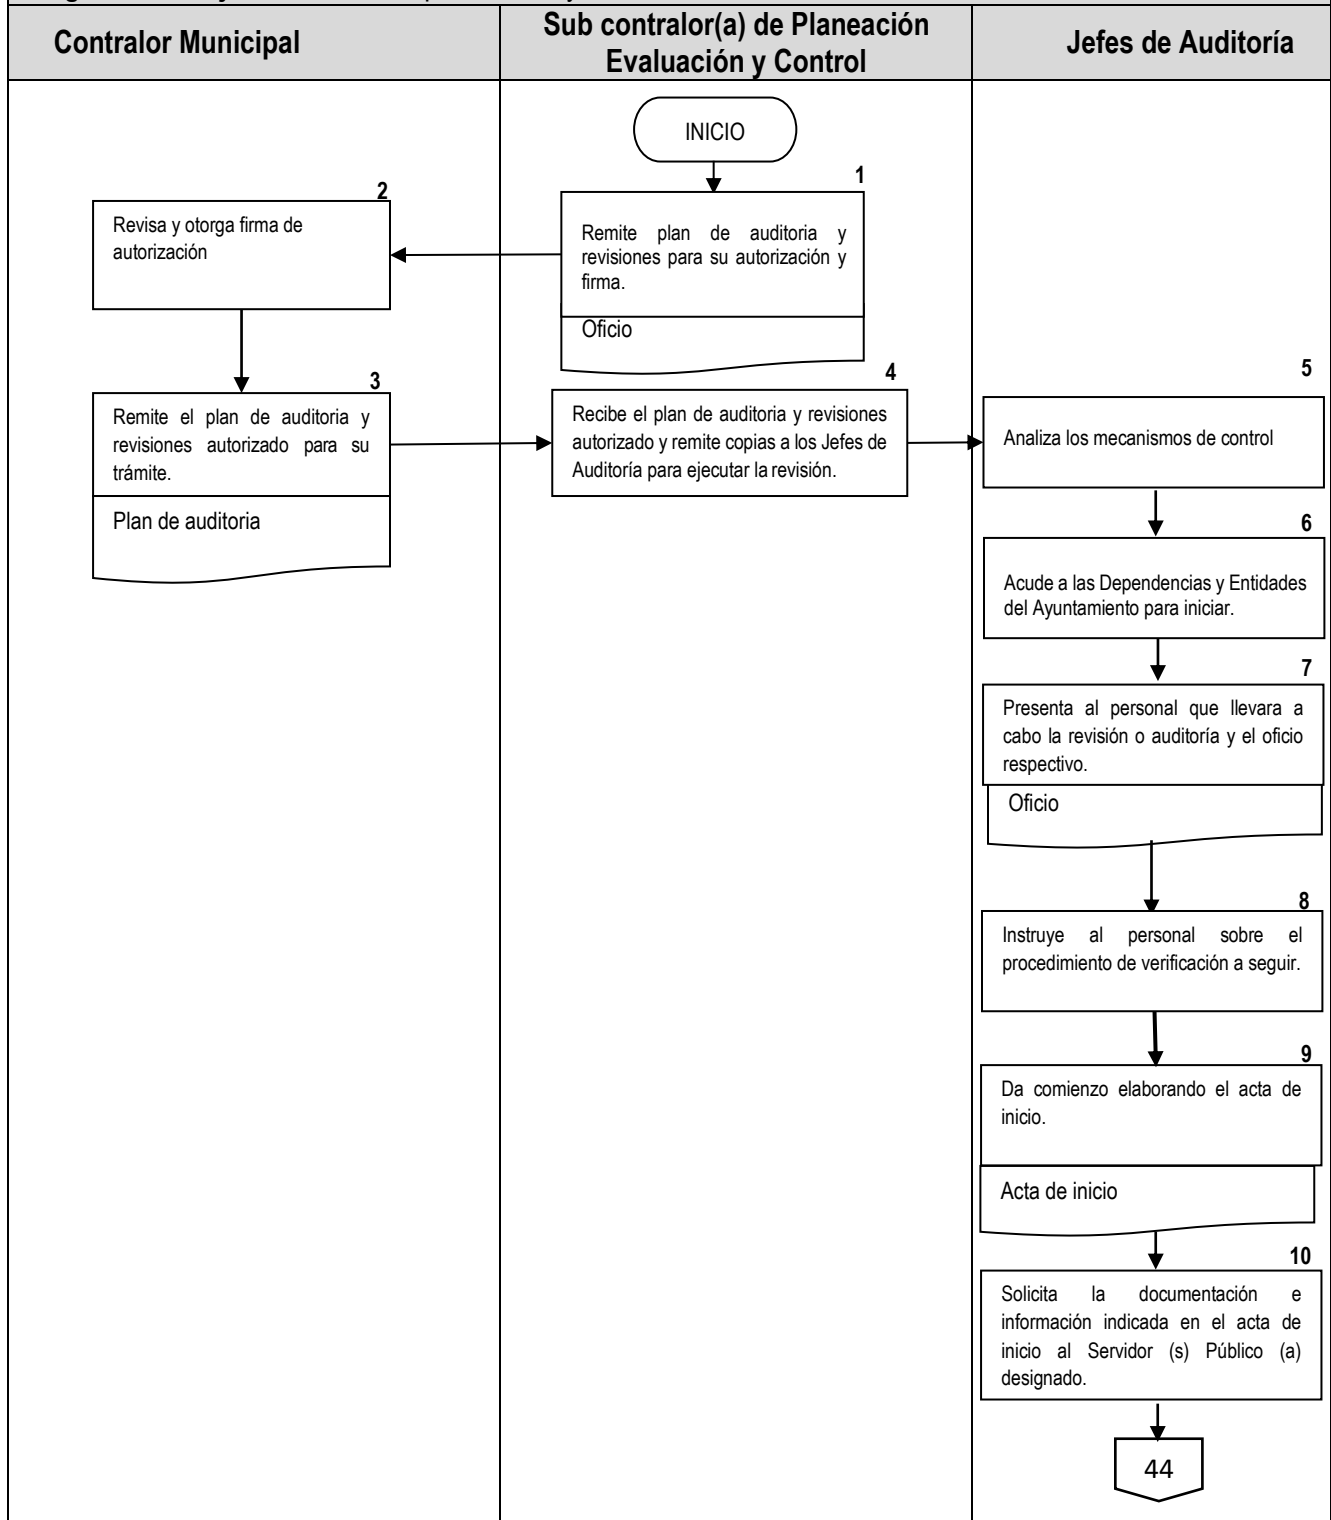 Contralor Municipal
Sub contralor(a) de Planeación
Evaluación y Control
Jefes de Auditoría
INICIO
1
Remite plan de auditoria y
revisiones para su autorización y
firma.
Oficio
2
Revisa y otorga firma de
autorización
3
Remite el plan de auditoria y
revisiones autorizado para su
trámite.
Plan de auditoria
4
Recibe el plan de auditoria y revisiones
autorizado y remite copias a los Jefes de
Auditoría para ejecutar la revisión.
5
Analiza los mecanismos de control
6
Acude a las Dependencias y Entidades
del Ayuntamiento para iniciar.
7
Presenta al personal que llevara a
cabo la revisión o auditoría y el oficio
respectivo.
Oficio
8
Instruye al personal sobre el
procedimiento de verificación a seguir.
9
Da comienzo elaborando el acta de
inicio.
Acta de inicio
10
Solicita la documentación e
información indicada en el acta de
inicio al Servidor (s) Público (a)
designado.
44